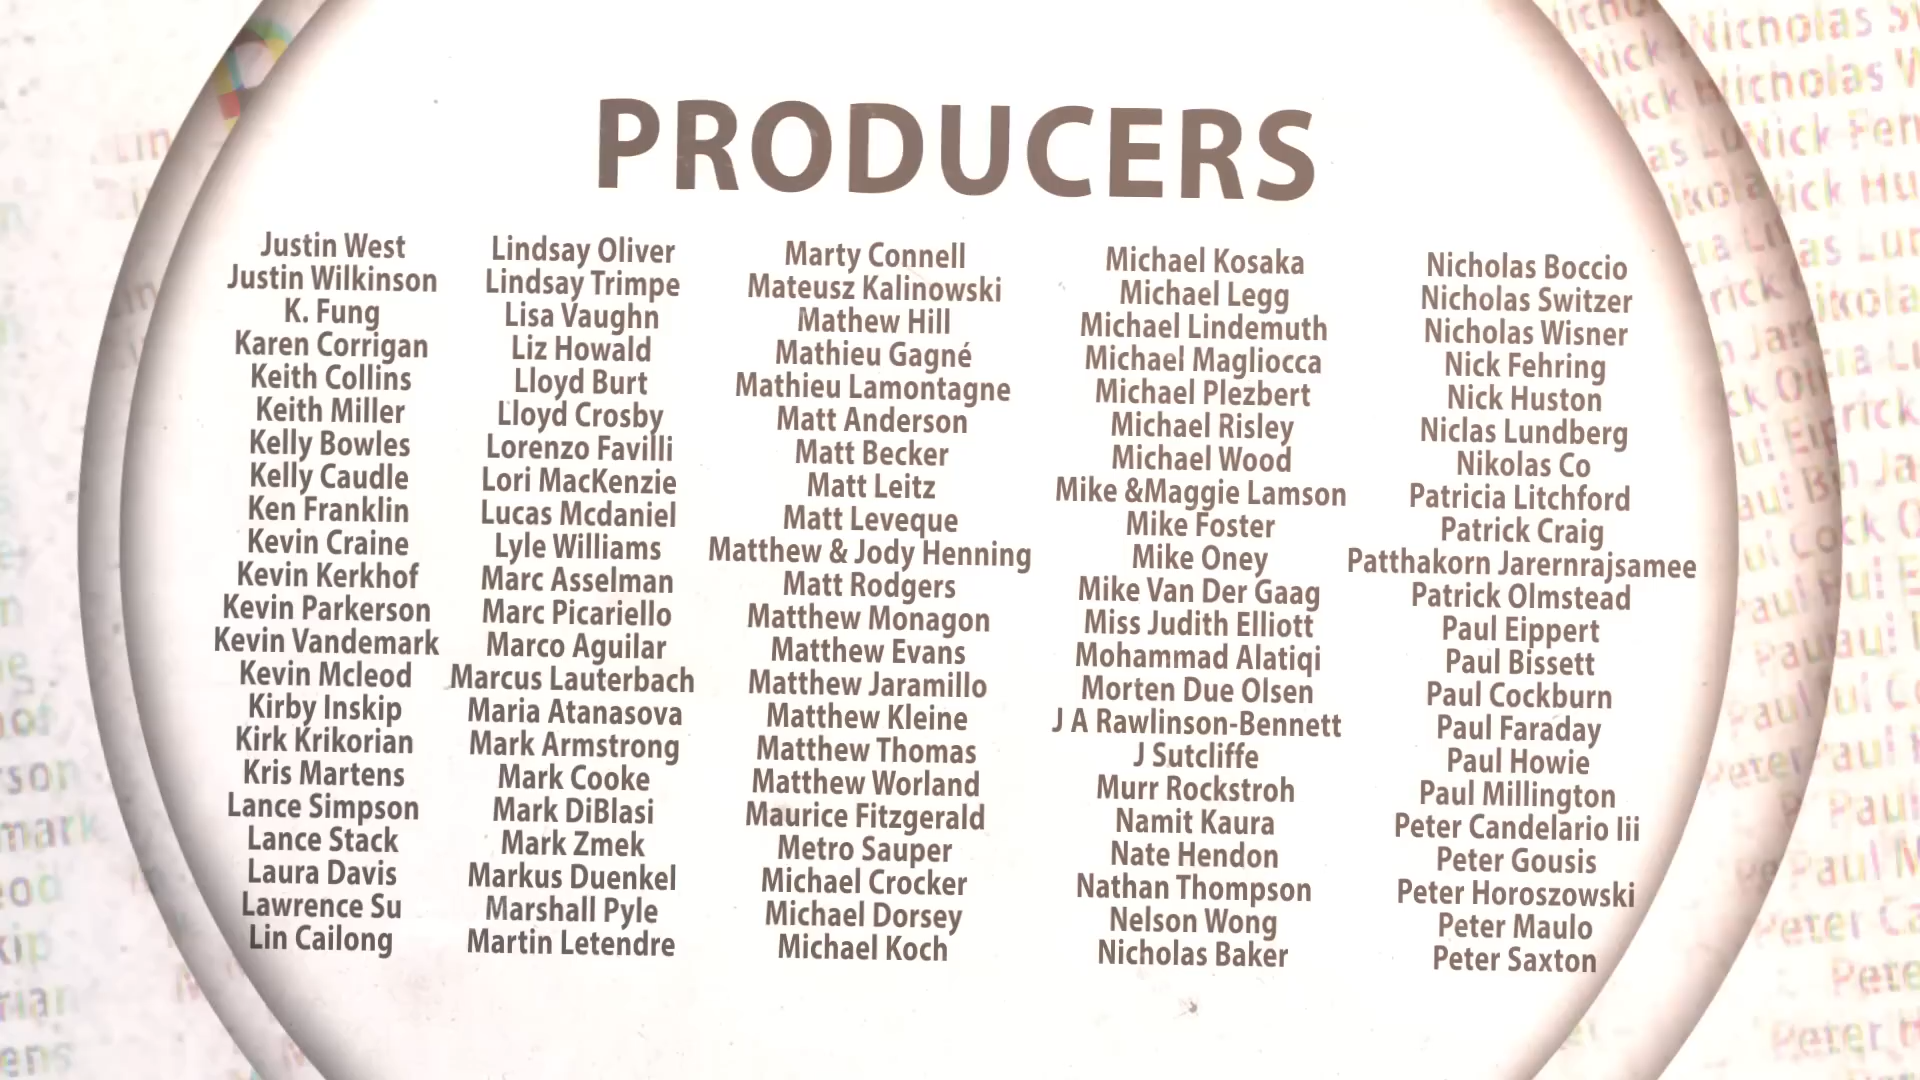 PRODUCERS
Justin West
Justin Wilkinson
K. Fung
Karen Corrigan
Keith Collins
Keith Miller
Kelly Bowles
Kelly Caudle
Ken Franklin
Kevin Craine
Kevin Kerkhof
Kevin Parkerson
Kevin Vandemark
Kevin Mcleod
Kirby Inskip
Kirk Krikorian
Kris Martens
Lance Simpson
Lance Stack
Laura Davis
Lawrence Su
Lin Cailong
Lindsay Oliver
Lindsay Trimpe
Lisa Vaughn
Liz Howald
Lloyd Burt
Lloyd Crosby
Lorenzo Favilli
Lori MacKenzie
Lucas Mcdaniel
Lyle Williams
Marc Asselman
Marc Picariello
Marco Aguilar
Marcus Lauterbach
Maria Atanasova
Mark Armstrong
Mark Cooke
Mark DiBlasi
Mark Zmek
Markus Duenkel
Marshall Pyle
Martin Letendre
Marty Connell
Mateusz Kalinowski
Mathew Hill
Mathieu Gagné
Mathieu Lamontagne
Matt Anderson
Matt Becker
Matt Leitz
Matt Leveque
Matthew & Jody Henning
Matt Rodgers
Matthew Monagon
Matthew Evans
Matthew Jaramillo
Matthew Kleine
Matthew Thomas
Matthew Worland
Maurice Fitzgerald
Metro Sauper
Michael Crocker
Michael Dorsey
Michael Koch
Michael Kosaka
Michael Legg
Michael Lindemuth
Michael Magliocca
Michael Plezbert
Michael Risley
Michael Wood
Mike &Maggie Lamson
Mike Foster
Mike Oney
Mike Van Der Gaag
Miss Judith Elliott
Mohammad Alatiqi
Morten Due Olsen
J A Rawlinson-Bennett
J Sutcliffe
Murr Rockstroh
Namit Kaura
Nate Hendon
Nathan Thompson
Nelson Wong
Nicholas Baker
Nicholas Boccio
Nicholas Switzer
Nicholas Wisner
Nick Fehring
Nick Huston
Niclas Lundberg
Nikolas Co
Patricia Litchford
Patrick Craig
Patthakorn Jarernrajsamee
Patrick Olmstead
Paul Eippert
Paul Bissett
Paul Cockburn
Paul Faraday
Paul Howie
Paul Millington
Peter Candelario Iii
Peter Gousis
Peter Horoszowski
Peter Maulo
Peter Saxton